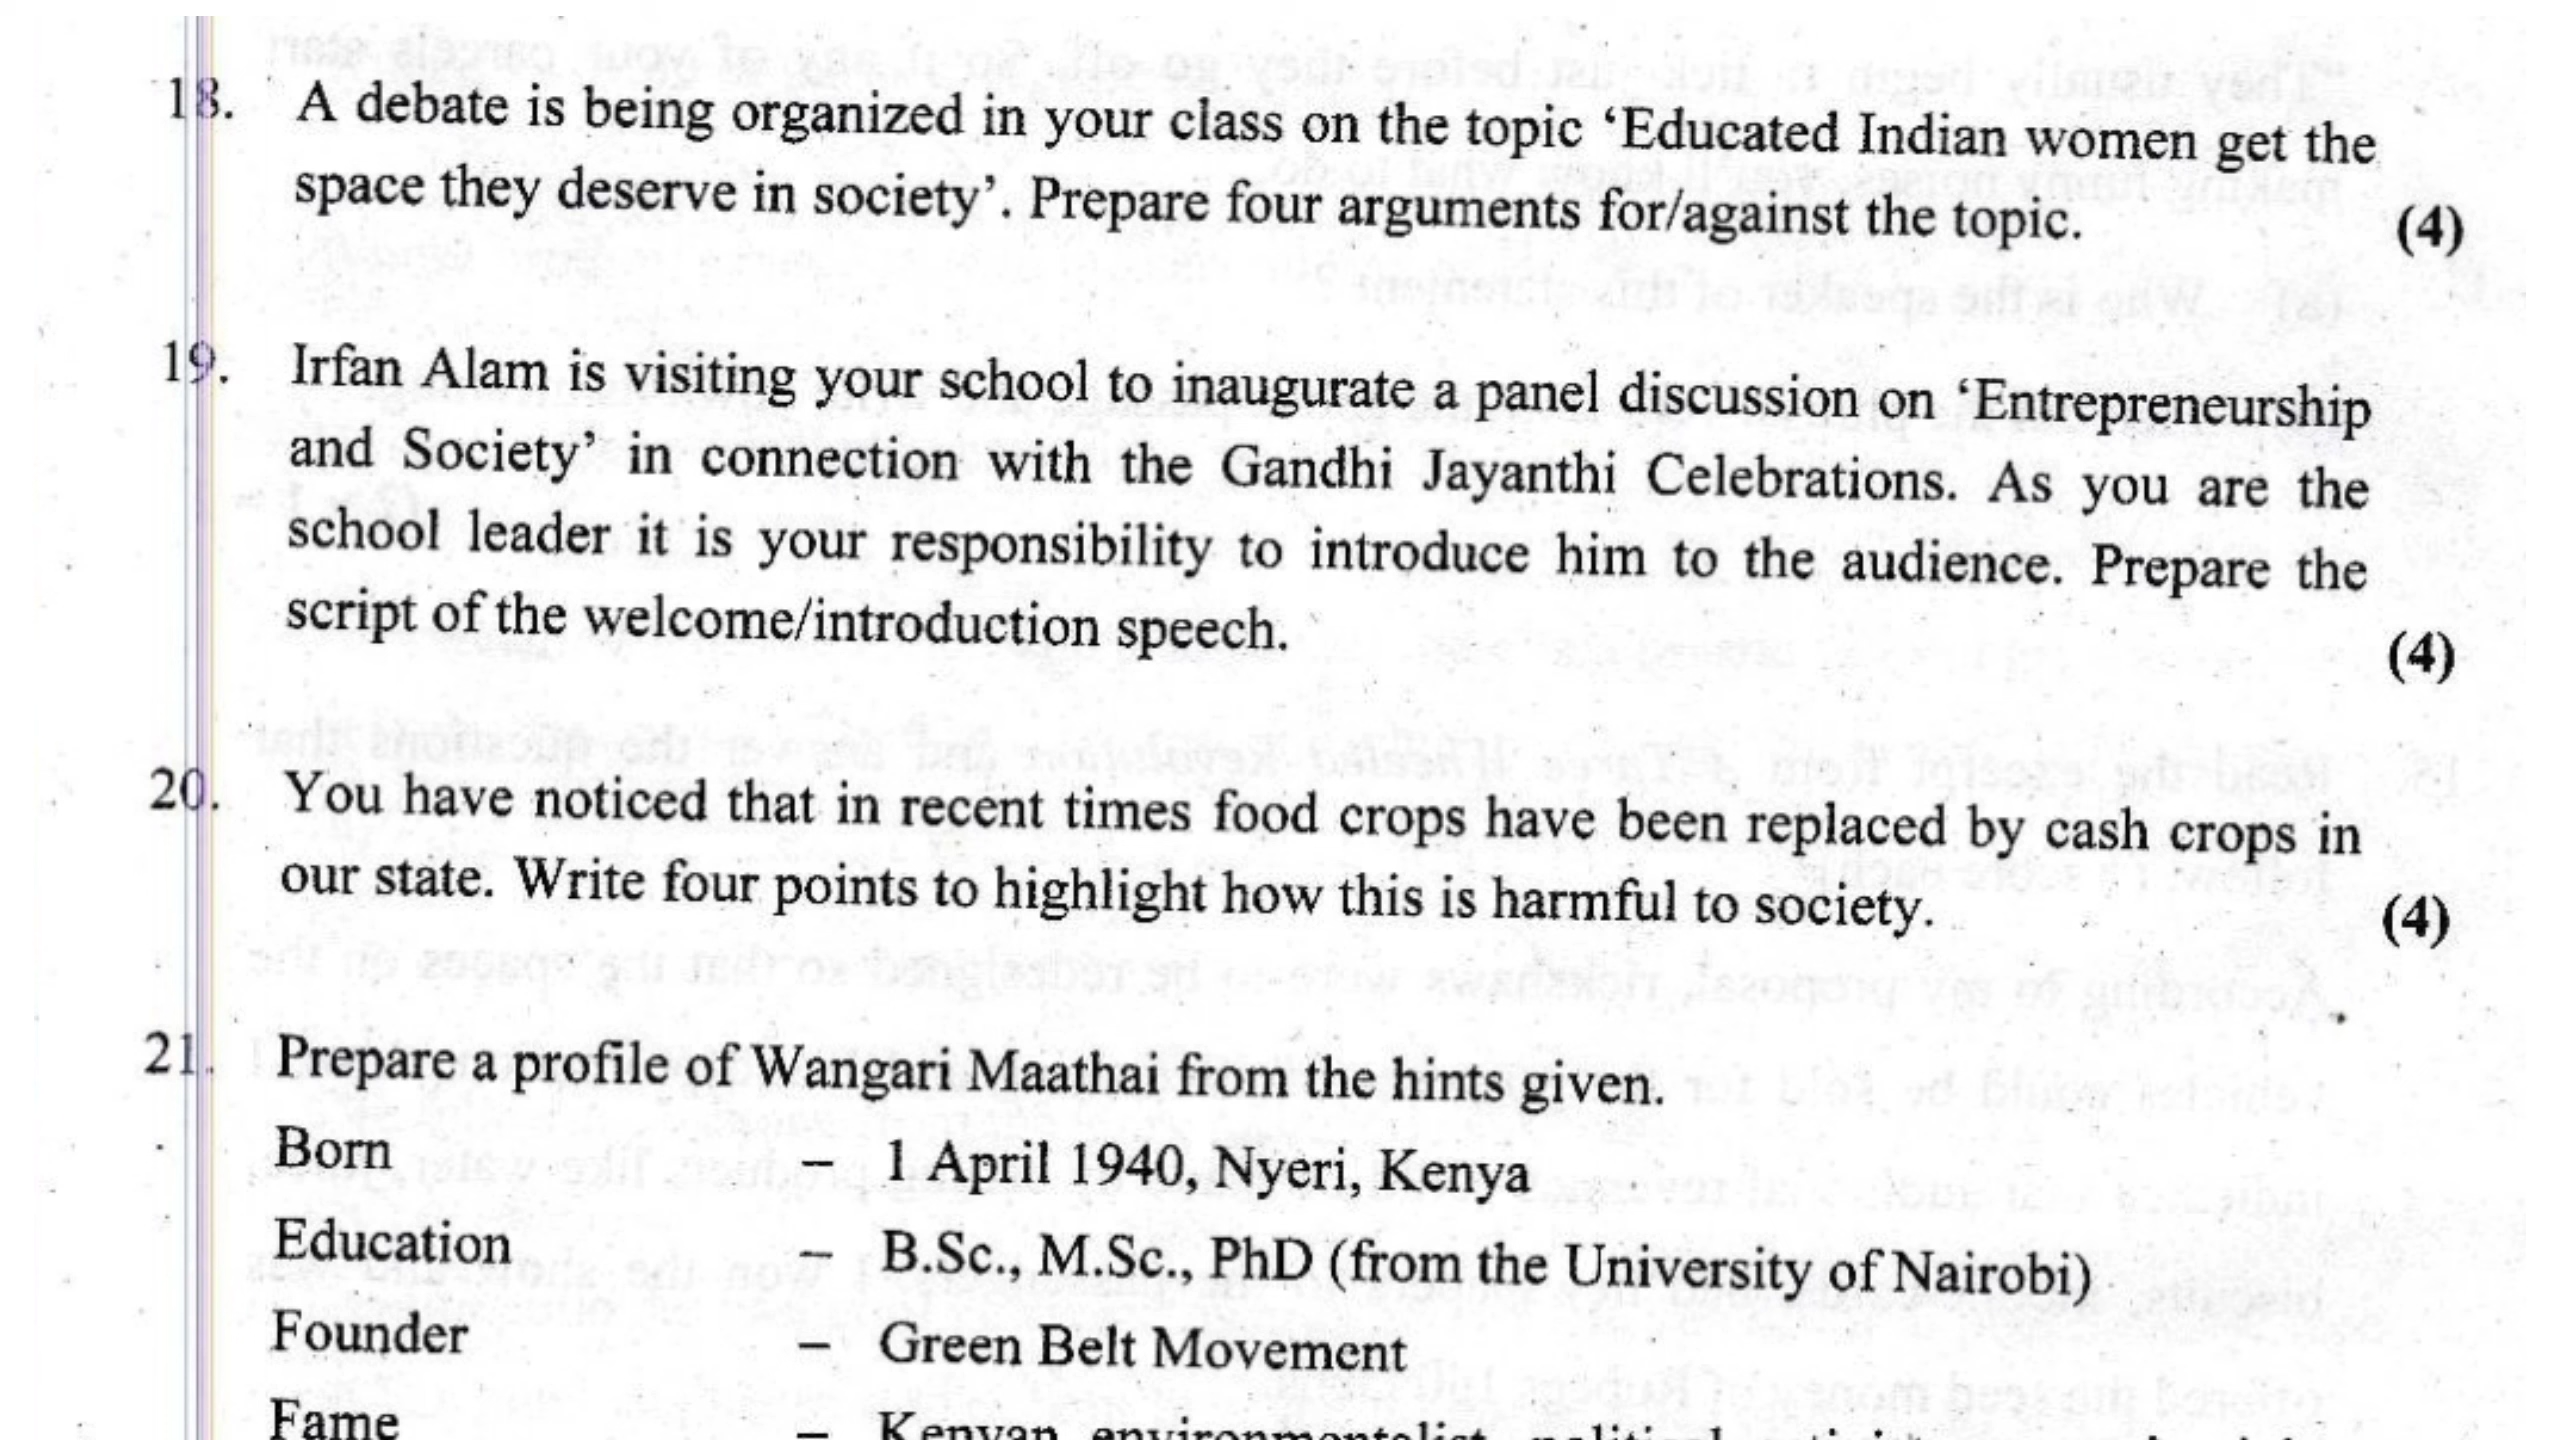 18. A debate is being organized in your class on the topic ‘Educated Indian women get the
space they deserve in society’. Prepare four arguments for/against the topic.
(4)
19. Irfan Alam is visiting your school to inaugurate a panel discussion on ‘Entrepreneurship
and Society’ in connection with the Gandhi Jayanthi Celebrations. As you are the
school leader it is your responsibility to introduce him to the audience. Prepare the
script of the welcome/introduction speech.
(4)
20. You have noticed that in recent times food crops have been replaced by cash crops in
our state. Write four points to highlight how this is harmful to society.
(4)
21. Prepare a profile of Wangari Maathai from the hints given.
Born – 1 April 1940, Nyeri, Kenya
Education – B.Sc., M.Sc., PhD (from the University of Nairobi)
Founder – Green Belt Movement
Fame – Kenyan environmentalist, political